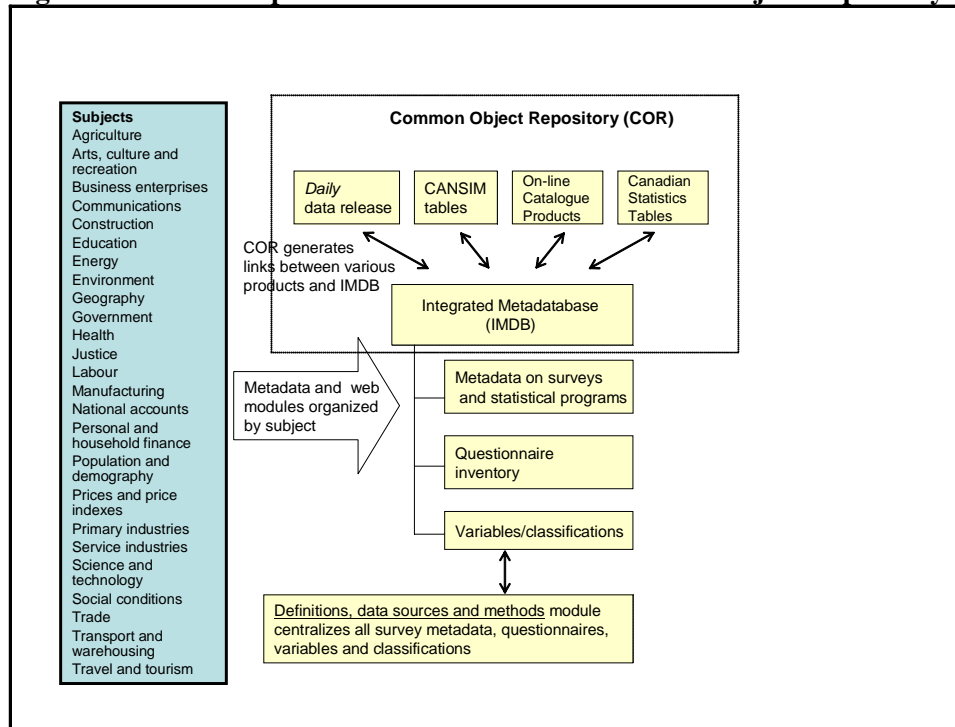 Subjects
Agriculture
Arts, culture and
recreation
Business enterprises
Communications
Construction
Education
Energy
Environment
Geography
Government
Health
Justice
Labour
Manufacturing
National accounts
Personal and
household finance
Population and
demography
Prices and price
indexes
Primary industries
Service industries
Science and
technology
Social conditions
Trade
Transport and
warehousing
Travel and tourism
Common Object Repository (COR)
Daily
data release
CANSIM
tables
On-line
Catalogue
Products
Canadian
Statistics
Tables
COR generates
links between various
products and IMDB
Integrated Metadatabase
(IMDB)
Metadata and web
modules organized
by subject
Metadata on surveys
and statistical programs
Questionnaire
inventory
Variables/classifications
Definitions, data sources and methods module
centralizes all survey metadata, questionnaires,
variables and classifications